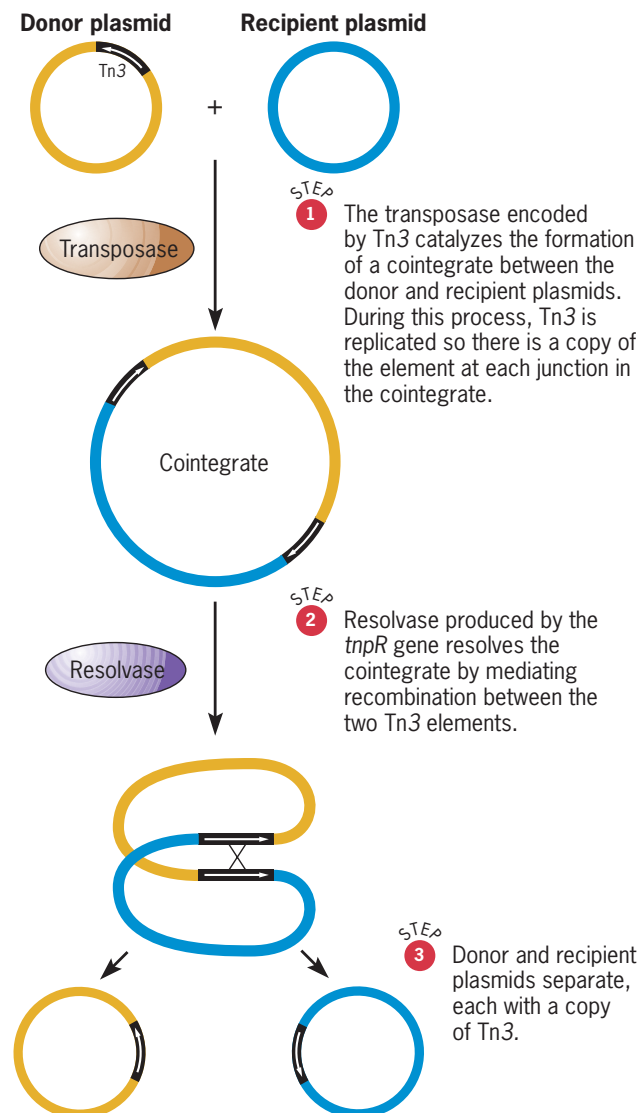 Donor plasmid
Recipient plasmid
Tn3
+
STEP
1
The transposase encoded
by Tn3 catalyzes the formation
of a cointegrate between the
donor and recipient plasmids.
During this process, Tn3 is
replicated so there is a copy of
the element at each junction in
the cointegrate.
Transposase
Cointegrate
STEP
2
Resolvase produced by the
tnpR gene resolves the
cointegrate by mediating
recombination between the
two Tn3 elements.
Resolvase
STEP
3
Donor and recipient
plasmids separate,
each with a copy
of Tn3.